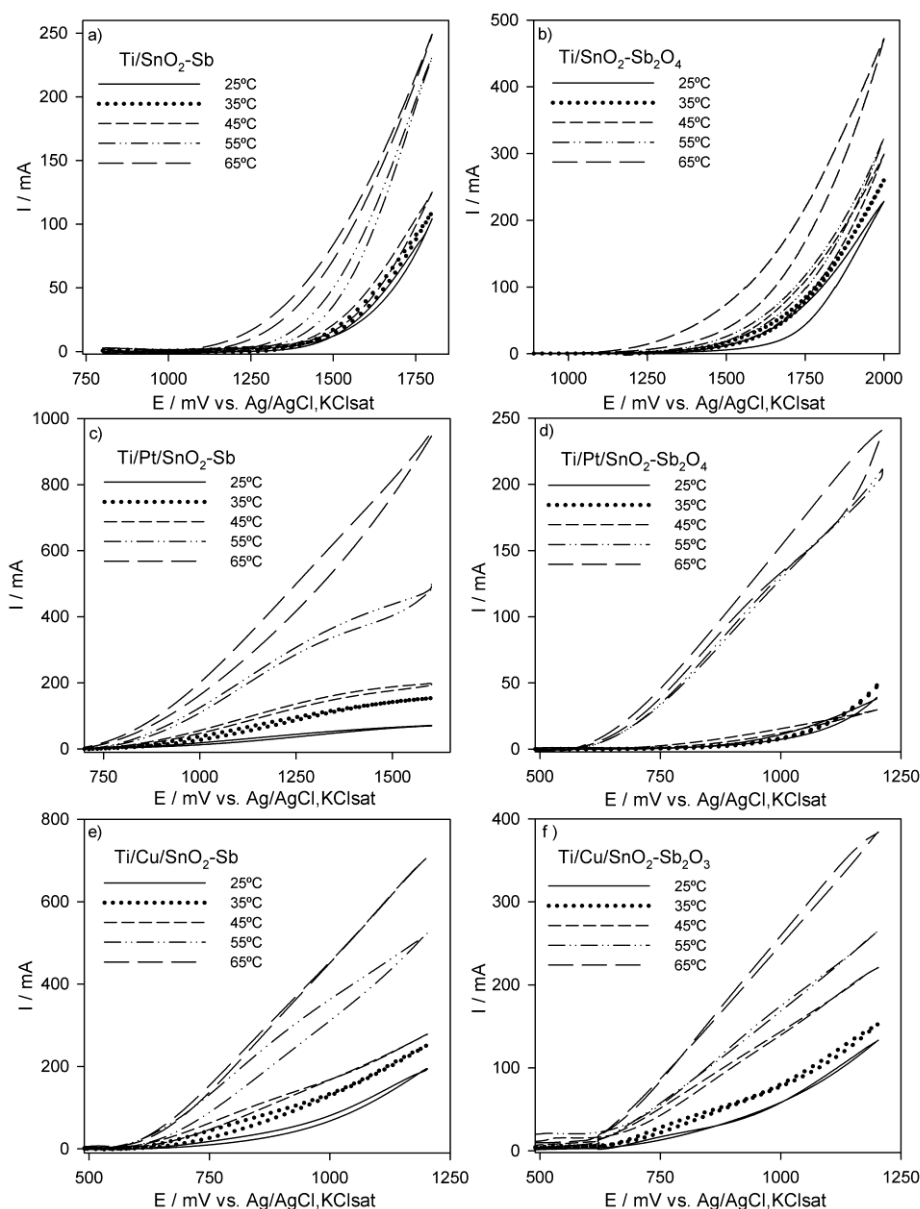 a)
Ti/SnO₂-Sb
25ºC
35ºC
45ºC
55ºC
65ºC
I / mA
250
200
150
100
50
0
750
1000
1250
1500
1750
E / mV vs. Ag/AgCl,KClsat
b)
Ti/SnO₂-Sb₂O₄
25ºC
35ºC
45ºC
55ºC
65ºC
I / mA
500
400
300
200
100
0
1000
1250
1500
1750
2000
E / mV vs. Ag/AgCl,KClsat
c)
Ti/Pt/SnO₂-Sb
25ºC
35ºC
45ºC
55ºC
65ºC
I / mA
1000
800
600
400
200
0
750
1000
1250
1500
E / mV vs. Ag/AgCl,KClsat
d)
Ti/Pt/SnO₂-Sb₂O₄
25ºC
35ºC
45ºC
55ºC
65ºC
I / mA
250
200
150
100
50
0
500
750
1000
1250
E / mV vs. Ag/AgCl,KClsat
e)
Ti/Cu/SnO₂-Sb
25ºC
35ºC
45ºC
55ºC
65ºC
I / mA
800
600
400
200
0
500
750
1000
1250
E / mV vs. Ag/AgCl,KClsat
f )
Ti/Cu/SnO₂-Sb₂O₃
25ºC
35ºC
45ºC
55ºC
65ºC
I / mA
400
300
200
100
0
500
750
1000
1250
E / mV vs. Ag/AgCl,KClsat